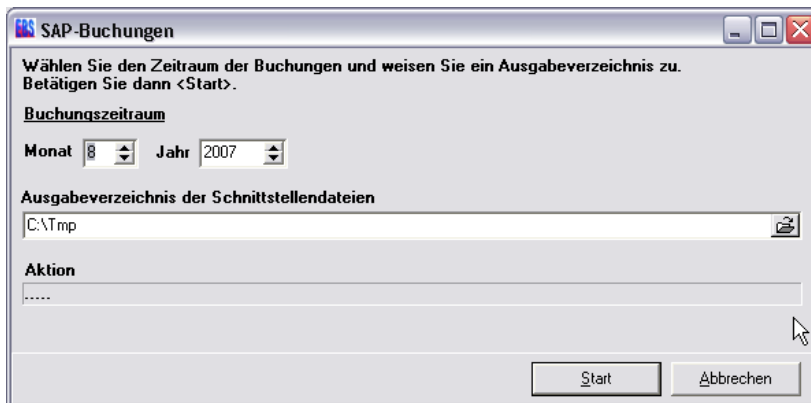 EBS SAP-Buchungen
Wählen Sie den Zeitraum der Buchungen und weisen Sie ein Ausgabeverzeichnis zu.
Betätigen Sie dann <Start>.
Buchungszeitraum
Monat 8 Jahr 2007
Ausgabeverzeichnis der Schnittstellendateien
C:\Tmp
Aktion
.....
Start Abbrechen